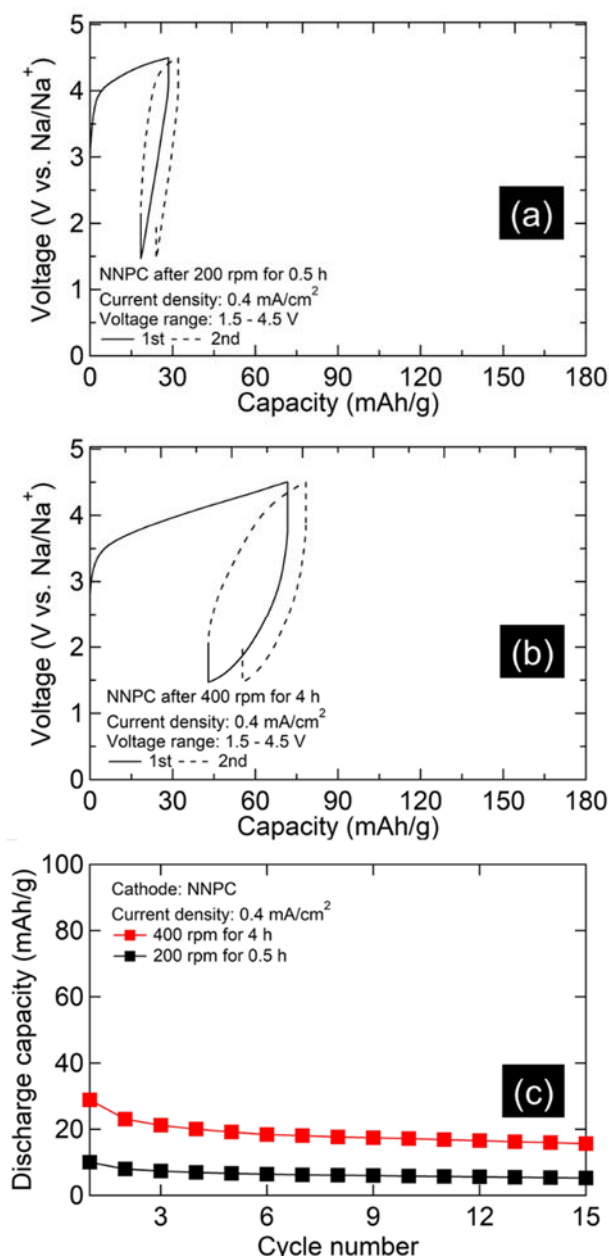 5
4
3
2
1
0
Voltage (V vs. Na/Na⁺)
(a)
NNPC after 200 rpm for 0.5 h
Current density: 0.4 mA/cm²
Voltage range: 1.5 - 4.5 V
1st 2nd
0 30 60 90 120 150 180
Capacity (mAh/g)
5
4
3
2
1
0
Voltage (V vs. Na/Na⁺)
(b)
NNPC after 400 rpm for 4 h
Current density: 0.4 mA/cm²
Voltage range: 1.5 - 4.5 V
1st 2nd
0 30 60 90 120 150 180
Capacity (mAh/g)
100
80
60
40
20
0
Discharge capacity (mAh/g)
Cathode: NNPC
Current density: 0.4 mA/cm²
400 rpm for 4 h
200 rpm for 0.5 h
(c)
3 6 9 12 15
Cycle number